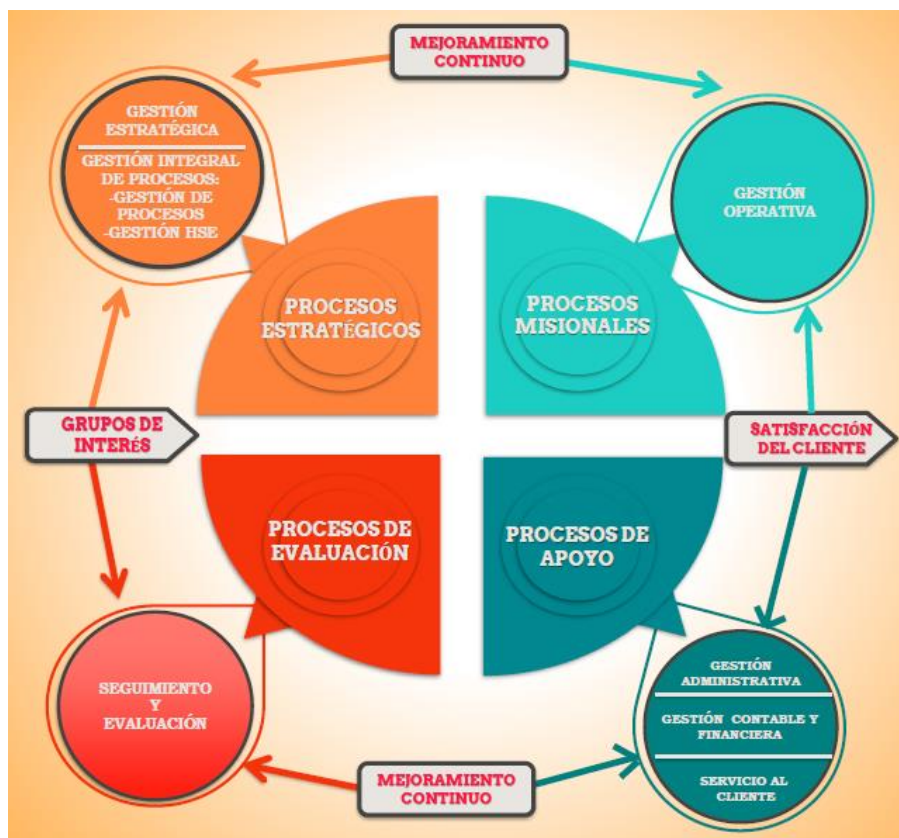 MEJORAMIENTO
CONTINUO
GESTIÓN
ESTRATÉGICA
GESTIÓN INTEGRAL
DE PROCESOS:
-GESTIÓN DE
PROCESOS
-GESTIÓN HSE
GESTIÓN
OPERATIVA
PROCESOS
ESTRATÉGICOS
PROCESOS
MISIONALES
GRUPOS DE
INTERÉS
SATISFACCIÓN
DEL CLIENTE
PROCESOS DE
EVALUACIÓN
PROCESOS DE
APOYO
SEGUIMIENTO
Y
EVALUACIÓN
GESTIÓN
ADMINISTRATIVA
GESTIÓN CONTABLE Y
FINANCIERA
SERVICIO AL
CLIENTE
MEJORAMIENTO
CONTINUO